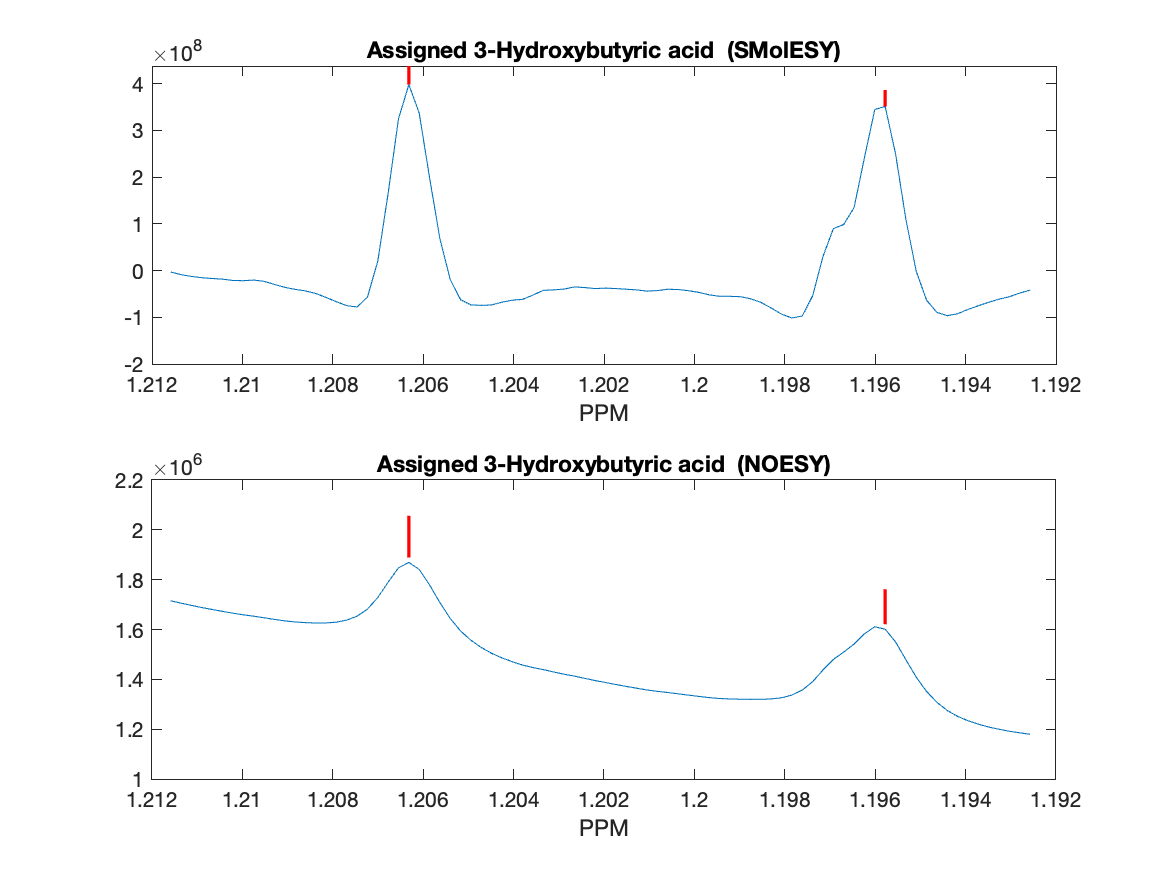 Assigned 3-Hydroxybutyric acid  (SMolESY)
×10^8
4
3
2
1
0
-1
-2
1.212 1.21 1.208 1.206 1.204 1.202 1.2 1.198 1.196 1.194 1.192
PPM
Assigned 3-Hydroxybutyric acid  (NOESY)
×10^6
2.2
2
1.8
1.6
1.4
1.2
1
1.212 1.21 1.208 1.206 1.204 1.202 1.2 1.198 1.196 1.194 1.192
PPM